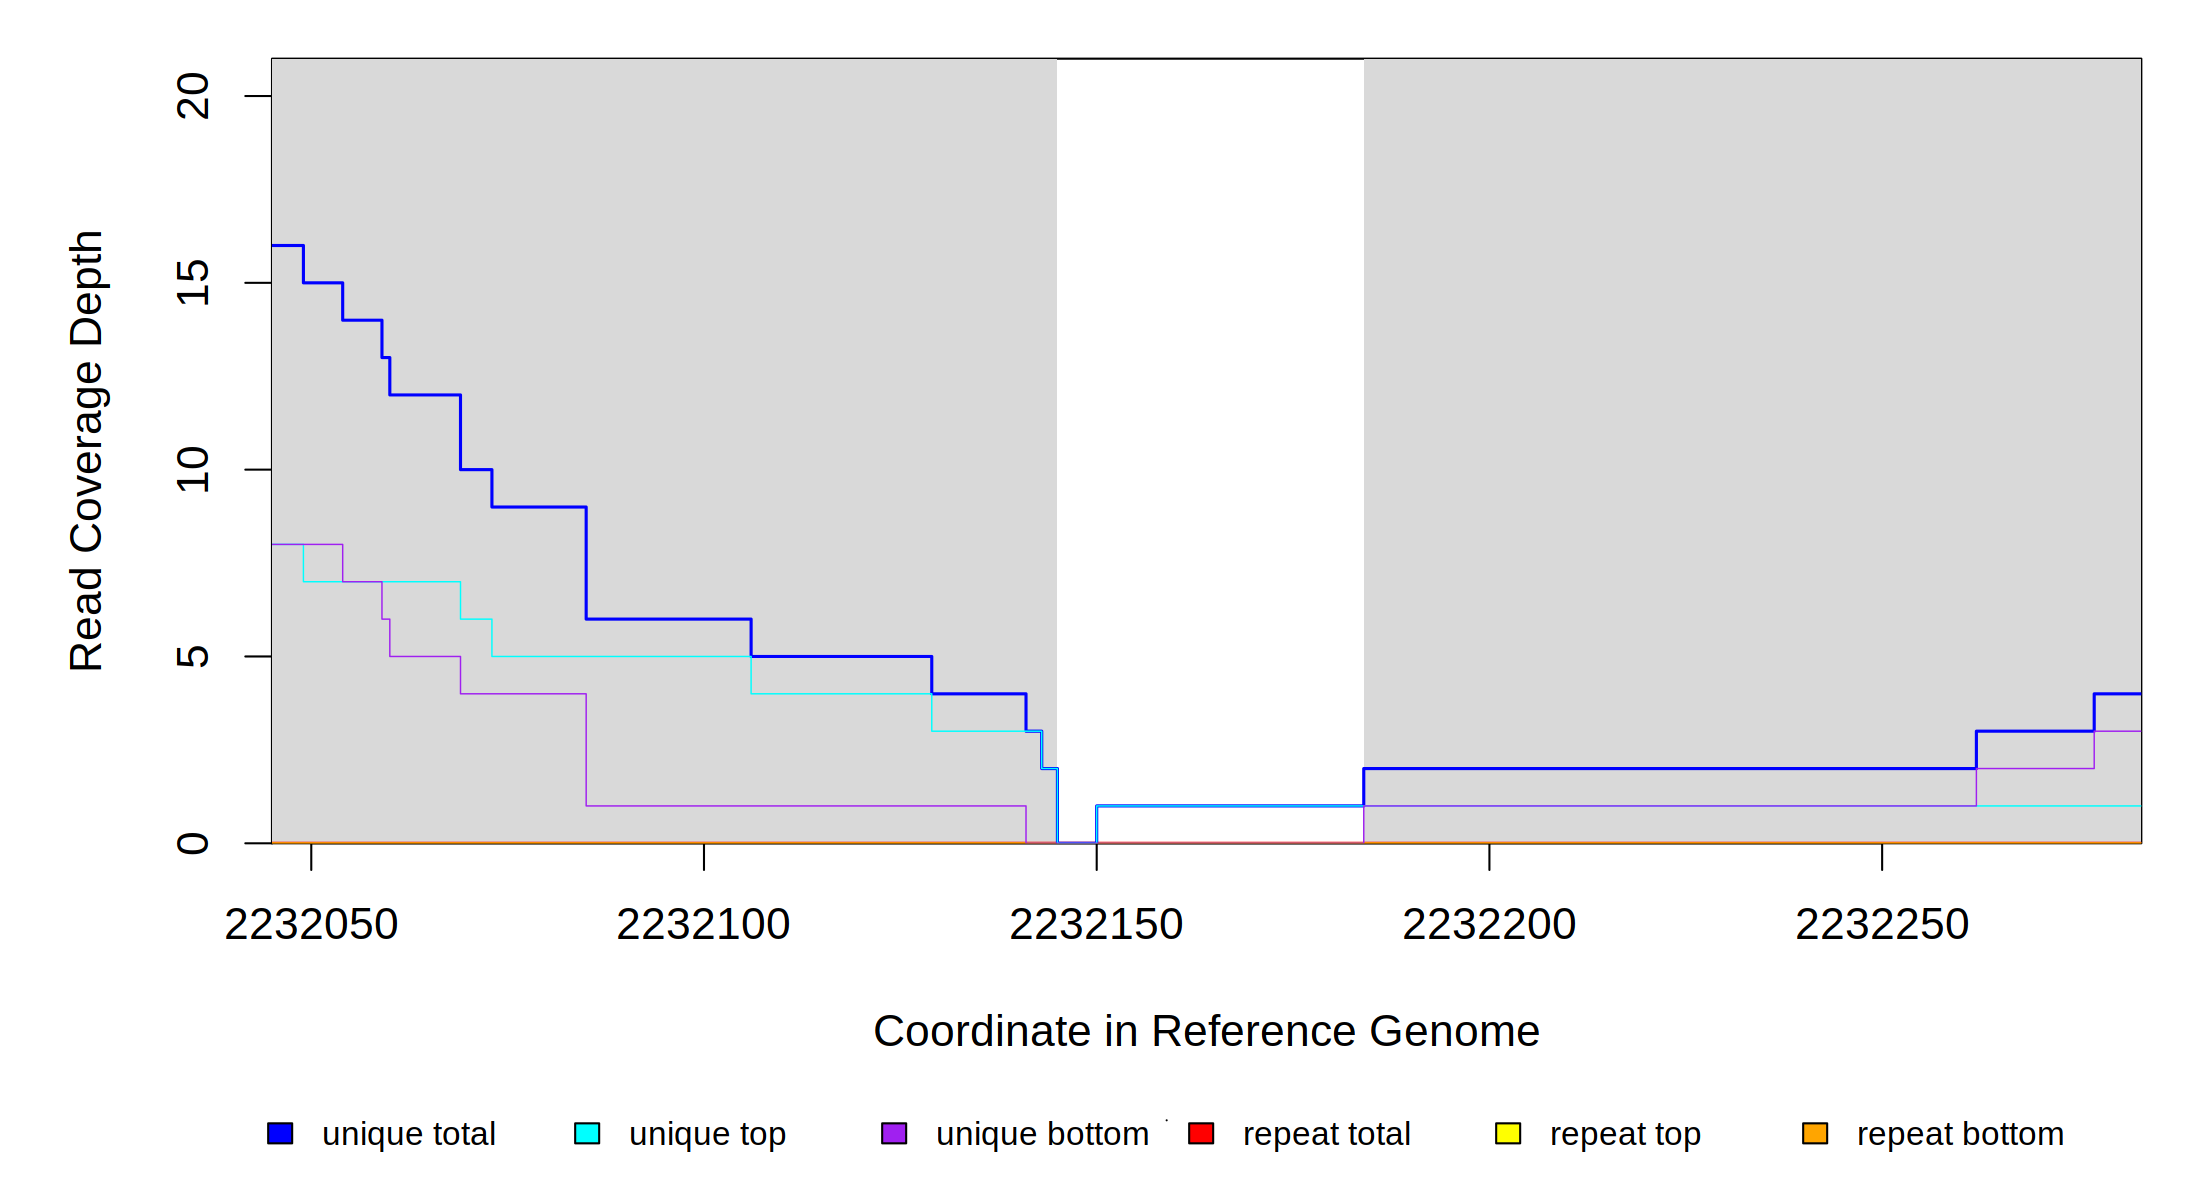 20
15
10
5
0
Read Coverage Depth
2232050 2232100 2232150 2232200 2232250
Coordinate in Reference Genome
unique total unique top unique bottom repeat total repeat top repeat bottom